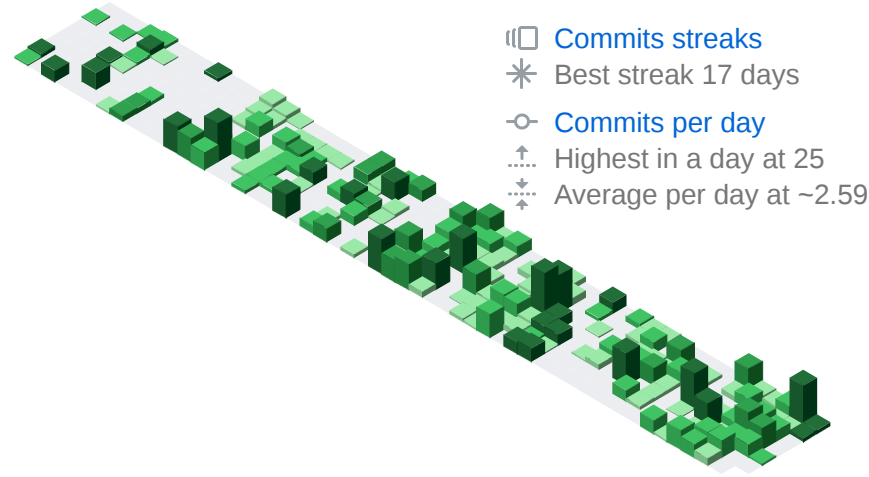 Commits streaks
Best streak 17 days
Commits per day
Highest in a day at 25
Average per day at ~2.59